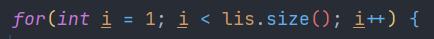 for(int i = 1; i < lis.size(); i++) {